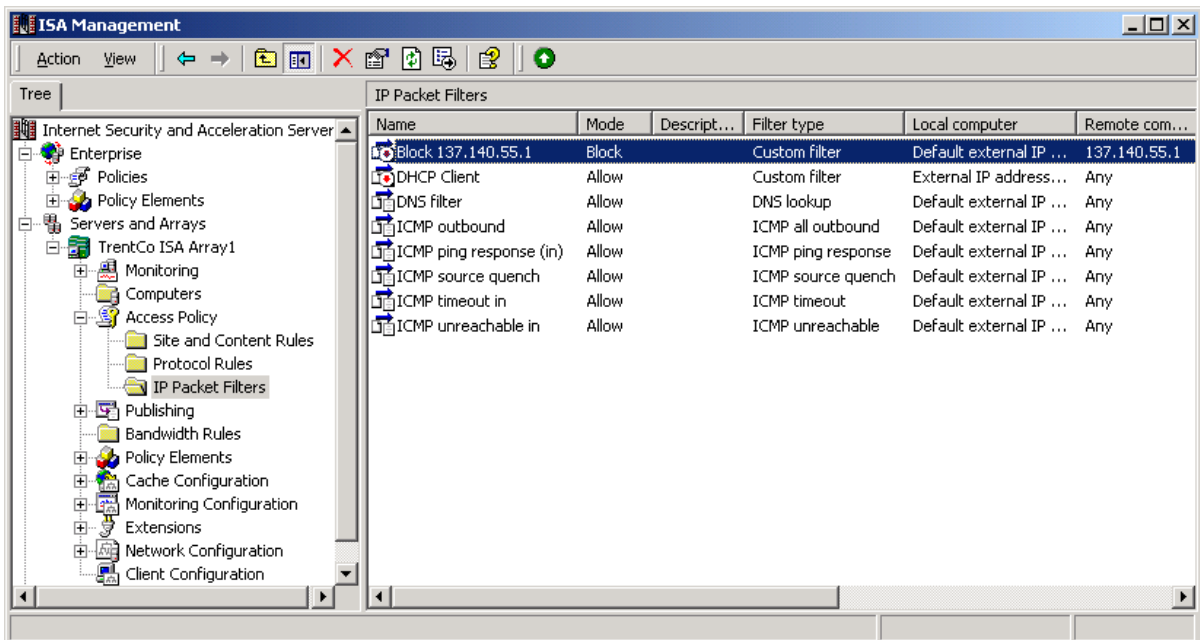 ISA Management
Action View
Tree
IP Packet Filters
Internet Security and Acceleration Server
Enterprise
Policies
Policy Elements
Servers and Arrays
TrentCo ISA Array1
Monitoring
Computers
Access Policy
Site and Content Rules
Protocol Rules
IP Packet Filters
Publishing
Bandwidth Rules
Policy Elements
Cache Configuration
Monitoring Configuration
Extensions
Network Configuration
Client Configuration
Name Mode Descript... Filter type Local computer Remote com...
Block 137.140.55.1 Block Custom filter Default external IP ... 137.140.55.1
DHCP Client Allow Custom filter External IP address... Any
DNS filter Allow DNS lookup Default external IP ... Any
ICMP outbound Allow ICMP all outbound Default external IP ... Any
ICMP ping response (in) Allow ICMP ping response Default external IP ... Any
ICMP source quench Allow ICMP source quench Default external IP ... Any
ICMP timeout in Allow ICMP timeout Default external IP ... Any
ICMP unreachable in Allow ICMP unreachable Default external IP ... Any